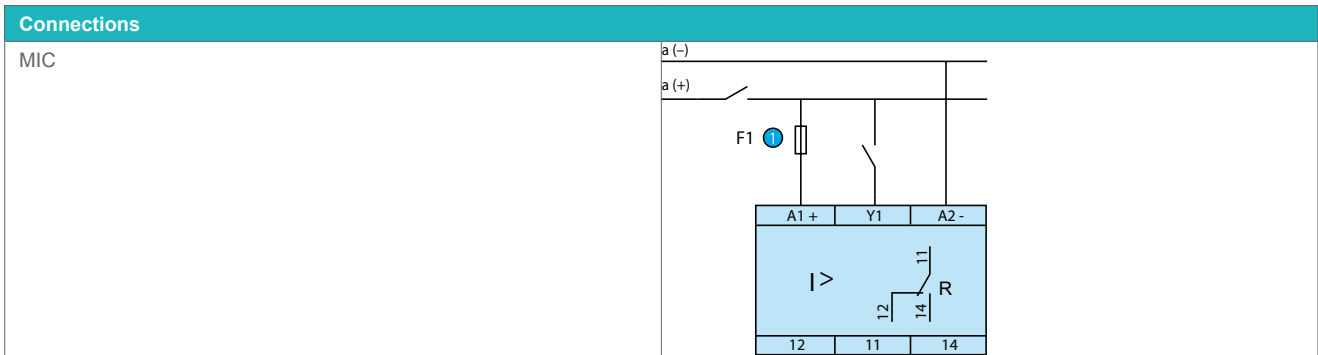 Connections
MIC
a (–)
a (+)
F1 1
A1 + Y1 A2 -
11
I > R
12 14
12 11 14